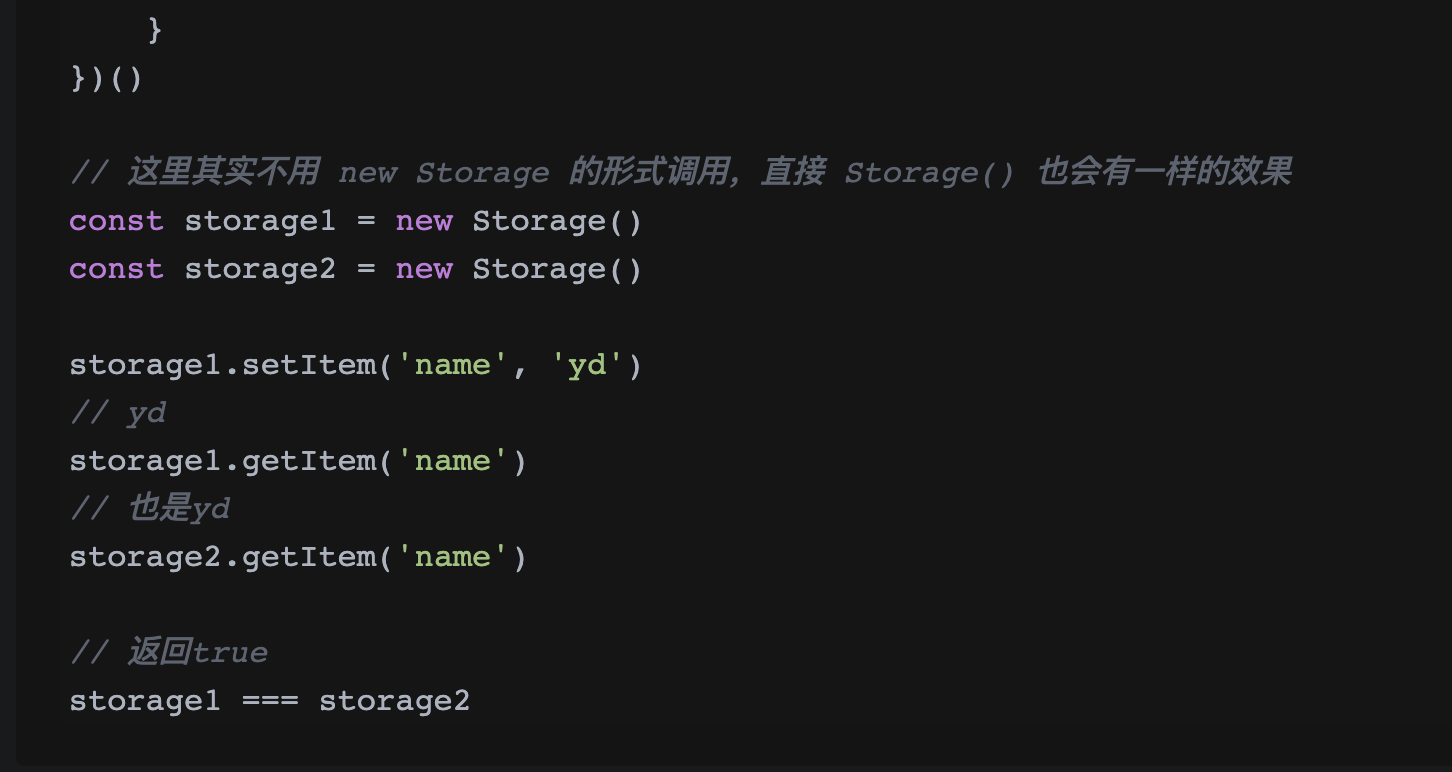 }
})()
// 这里其实不用 new Storage 的形式调用，直接 Storage() 也会有一样的效果
const storage1 = new Storage()
const storage2 = new Storage()
storage1.setItem('name', 'yd')
// yd
storage1.getItem('name')
// 也是yd
storage2.getItem('name')
// 返回true
storage1 === storage2